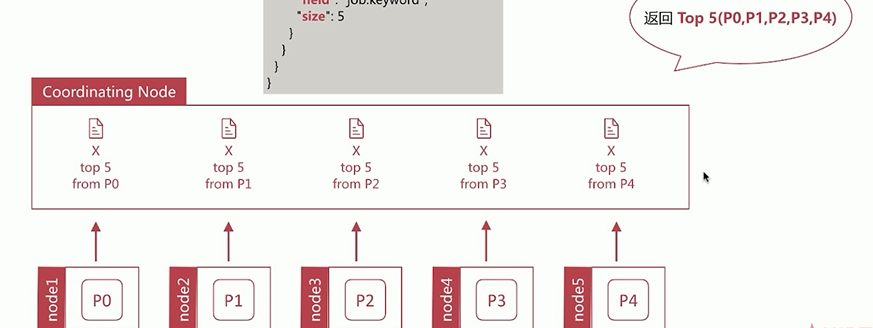 "field": "job.keyword",
"size": 5
}
}
}
}
返回 Top 5(P0,P1,P2,P3,P4)
Coordinating Node
X
top 5
from P0
X
top 5
from P1
X
top 5
from P2
X
top 5
from P3
X
top 5
from P4
node1
P0
node2
P1
node3
P2
node4
P3
node5
P4